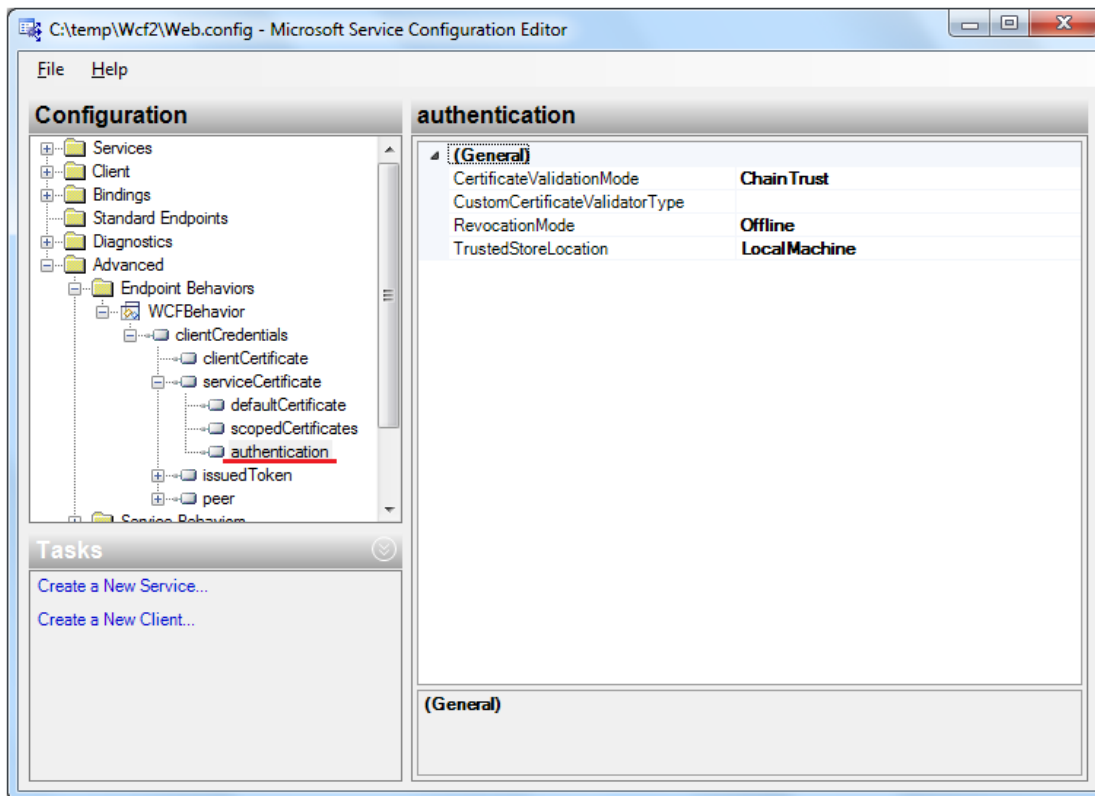 C:\temp\Wcf2\Web.config - Microsoft Service Configuration Editor
File Help
Configuration
Services
Client
Bindings
Standard Endpoints
Diagnostics
Advanced
Endpoint Behaviors
WCFBehavior
clientCredentials
clientCertificate
serviceCertificate
defaultCertificate
scopedCertificates
authentication
issuedToken
peer
Service Behaviors
Tasks
Create a New Service...
Create a New Client...
authentication
(General)
CertificateValidationMode ChainTrust
CustomCertificateValidatorType
RevocationMode Offline
TrustedStoreLocation LocalMachine
(General)